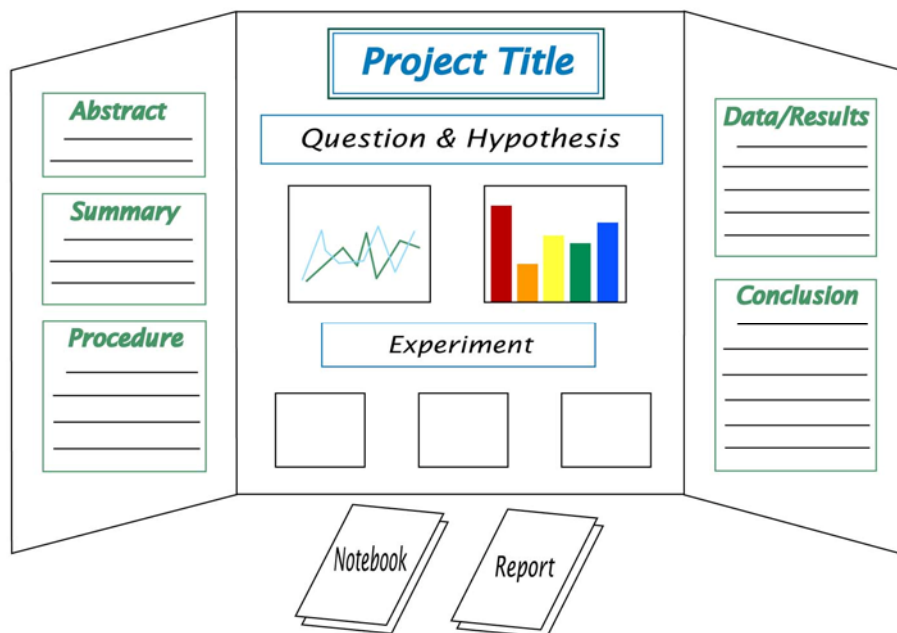 Abstract
Summary
Procedure
Project Title
Question & Hypothesis
Experiment
Data/Results
Conclusion
Notebook
Report